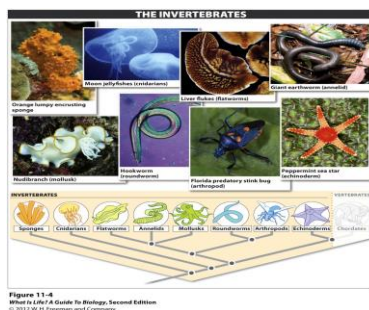 THE INVERTEBRATES
Orange lumpy encrusting
sponge
Moon jellyfishes (cnidarians)
Liver flukes (flatworms)
Giant earthworm (annelid)
Nudibranch (mollusk)
Hookworm
(roundworm)
Florida predatory stink bug
(arthropod)
Peppermint sea star
(echinoderm)
INVERTEBRATES
VERTEBRATES
Sponges
Cnidarians
Flatworms
Annelids
Mollusks
Roundworms
Arthropods
Echinoderms
Chordates
Figure 11-4
What Is Life? A Guide To Biology, Second Edition
© 2012 W.H. Freeman and Company